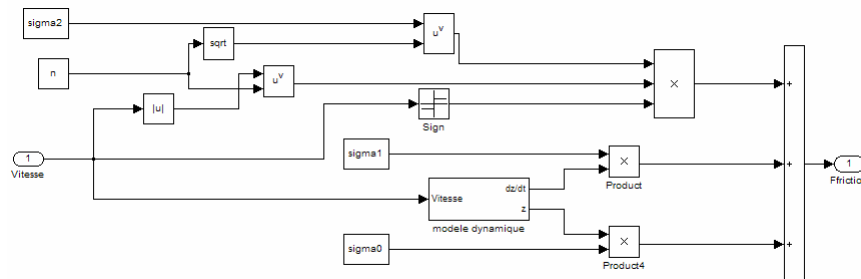 sigma2
sqrt
u^v
n
u^v
|u|
×
+
Sign
1
Vitesse
sigma1
×
Product
+
1
Ffrictio
Vitesse
dz/dt
z
modele dynamique
sigma0
×
Product4
+